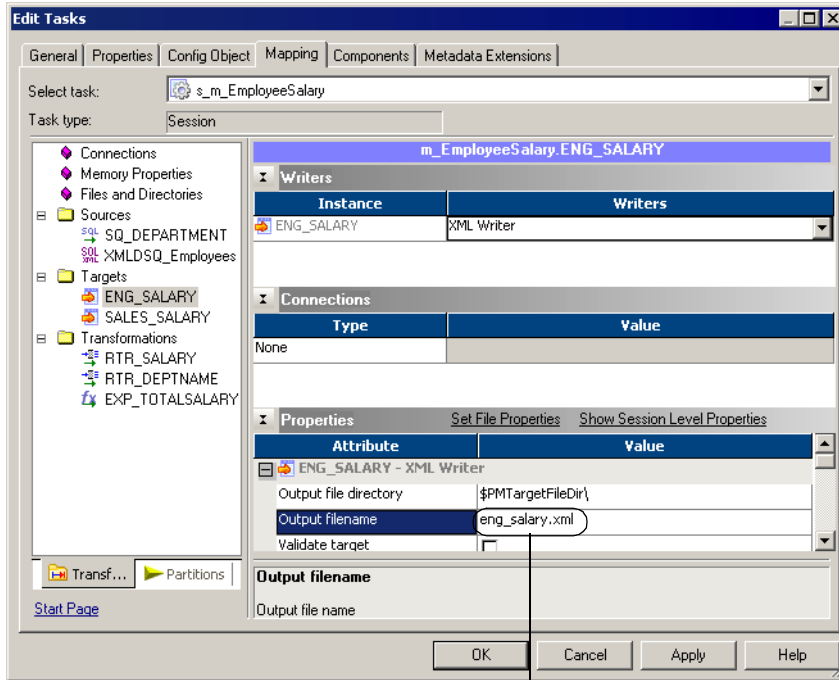 Edit Tasks
General Properties Config Object Mapping Components Metadata Extensions
Select task: s_m_EmployeeSalary
Task type: Session
Connections
Memory Properties
Files and Directories
Sources
SQL SQ_DEPARTMENT
SQL XML XMLDSQ_Employees
Targets
ENG_SALARY
SALES_SALARY
Transformations
RTR_SALARY
RTR_DEPTNAME
fx EXP_TOTALSALARY
Transf... Partitions
Start Page
m_EmployeeSalary.ENG_SALARY
Writers
Instance Writers
ENG_SALARY XML Writer
Connections
Type Value
None
Properties Set File Properties Show Session Level Properties
Attribute Value
ENG_SALARY - XML Writer
Output file directory $PMTargetFileDir\
Output filename eng_salary.xml
Validate target
Output filename
Output file name
OK Cancel Apply Help